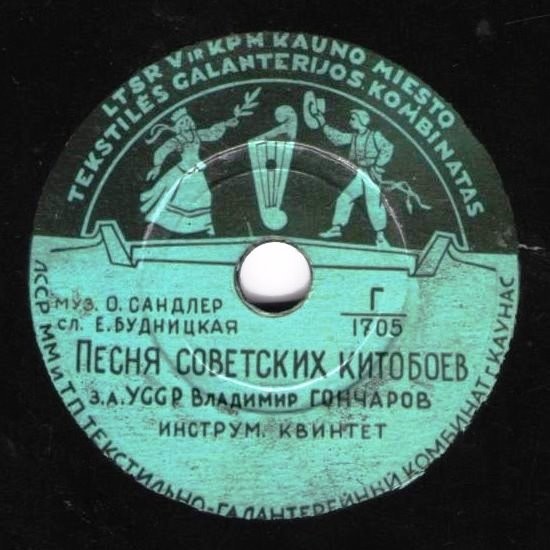 LTSR V IR KPM KAUNO MIESTO
TEKSTILĖS GALANTERIJOS KOMBINATAS
МУЗ. О. САНДЛЕР
СЛ. Е. БУДНИЦКАЯ
Г
1705
ПЕСНЯ СОВЕТСКИХ КИТОБОЕВ
З.А. УССР ВЛАДИМИР ГОНЧАРОВ
ИНСТРУМ. КВИНТЕТ
ЛССР ММ И ТП ТЕКСТИЛЬНО-ГАЛАНТЕРЕЙНЫЙ КОМБИНАТ Г КАУНАС